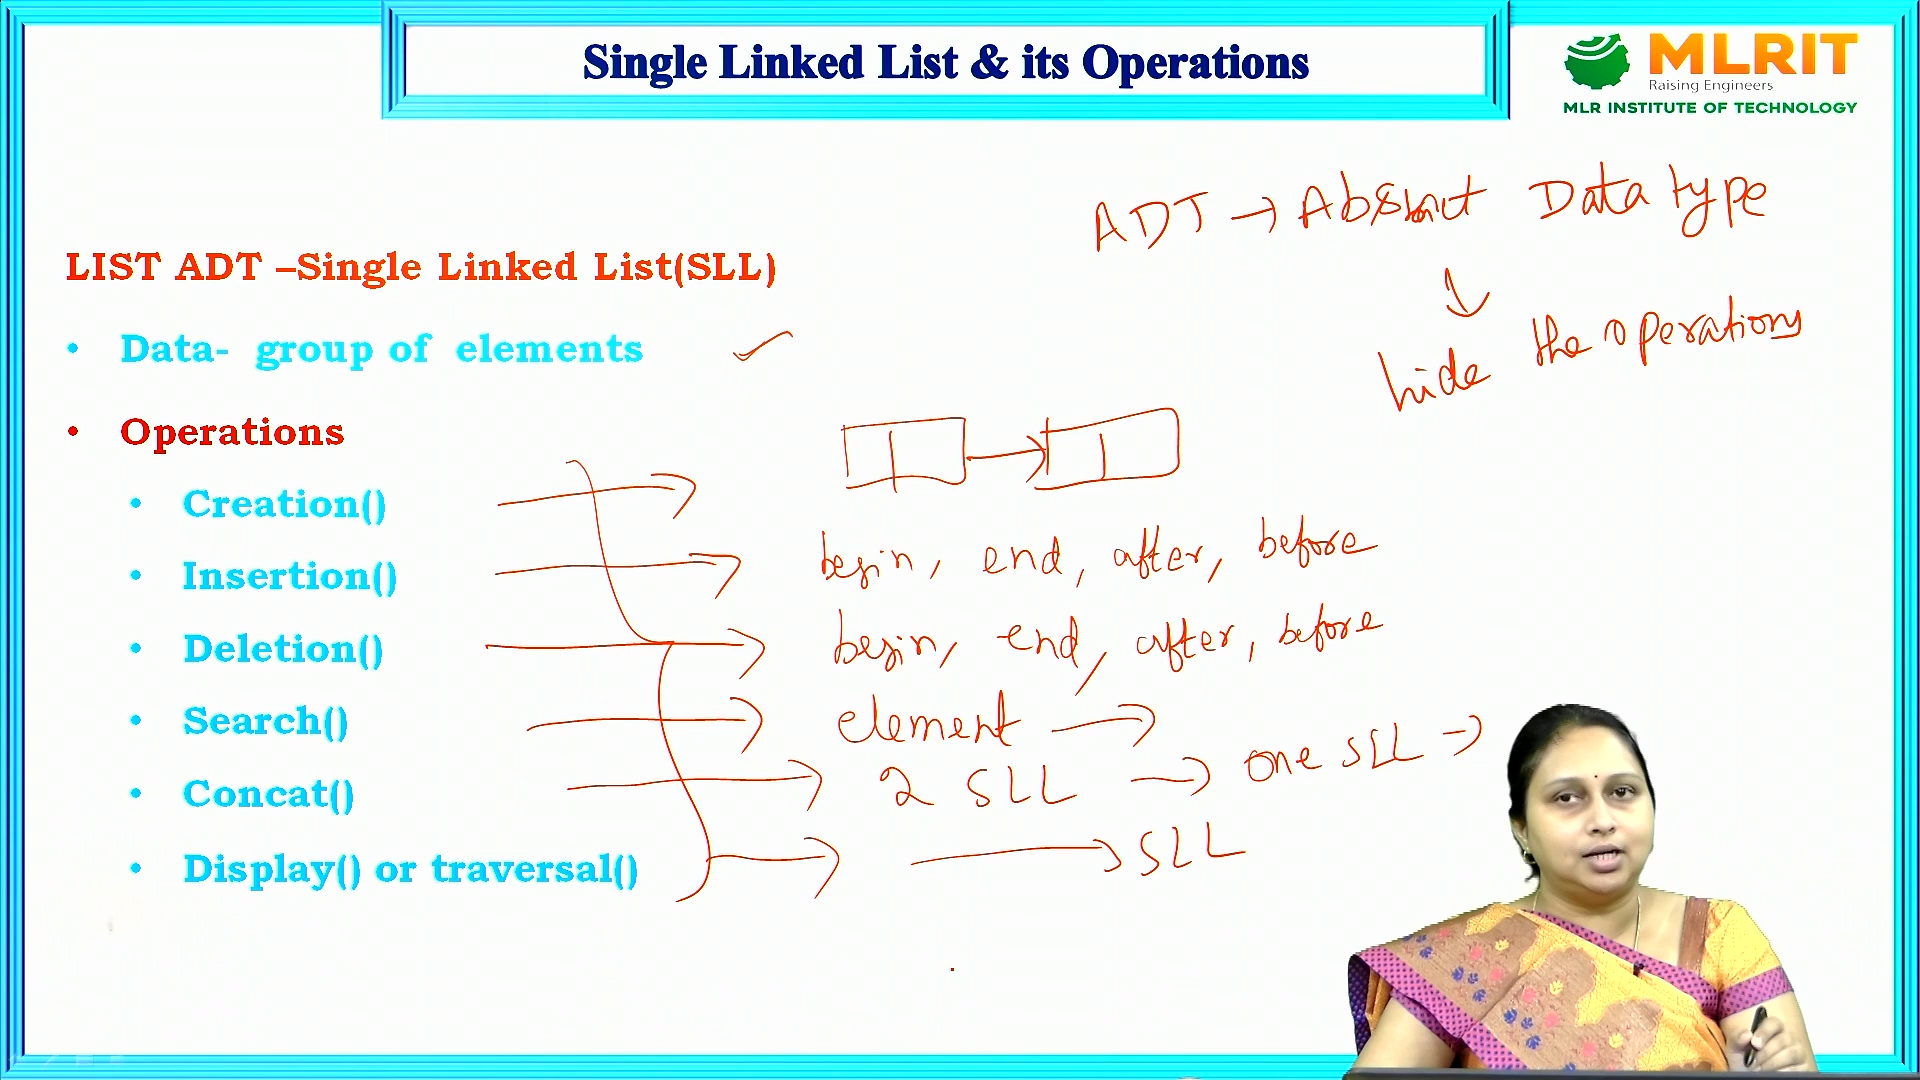 Single Linked List & its Operations
MLRIT
Raising Engineers
MLR INSTITUTE OF TECHNOLOGY
ADT → Abstract Data type
↓
hide the operations
LIST ADT –Single Linked List(SLL)
• Data- group of elements ✓
• Operations
• Creation() →
• Insertion() → begin, end, after, before
• Deletion() → begin, end, after, before
• Search() → element →
• Concat() → 2 SLL → one SLL →
• Display() or traversal() → → SLL